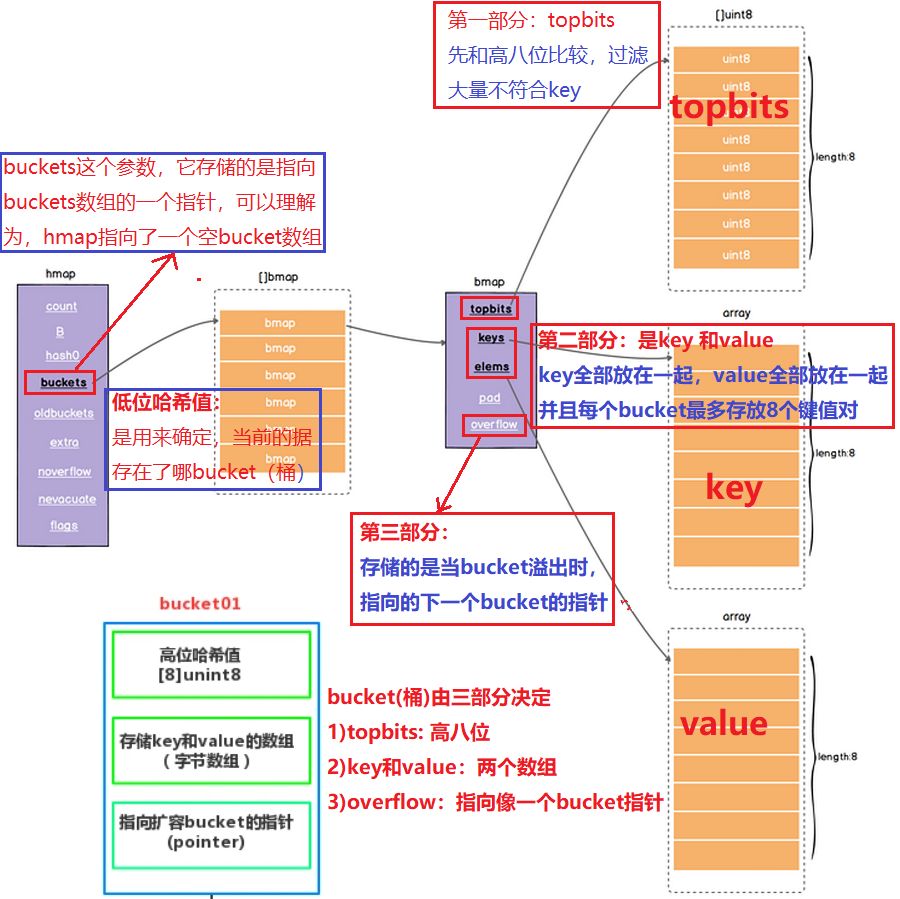 第一部分：topbits
先和高八位比较，过滤
大量不符合key
[]uint8
uint8
uint8
topbits
uint8
uint8
uint8
uint8
uint8
length:8
buckets这个参数，它存储的是指向
buckets数组的一个指针，可以理解
为，hmap指向了一个空bucket数组
hmap
count
B
hash0
buckets
oldbuckets
extra
noverflow
nevacuate
flags
[]bmap
bmap
bmap
bmap
bmap
bmap
bmap
低位哈希值：
是用来确定，当前的据
存在了哪bucket（桶）
bmap
topbits
keys
elems
pad
overflow
array
第二部分：是key 和value
key全部放在一起，value全部放在一起
并且每个bucket最多存放8个键值对
length:8
key
第三部分：
存储的是当bucket溢出时，
指向的下一个bucket的指针
array
value
length:8
bucket01
高位哈希值
[8]unint8
存储key和value的数组
（字节数组）
指向扩容bucket的指针
(pointer)
bucket(桶)由三部分决定
1)topbits: 高八位
2)key和value：两个数组
3)overflow：指向像一个bucket指针